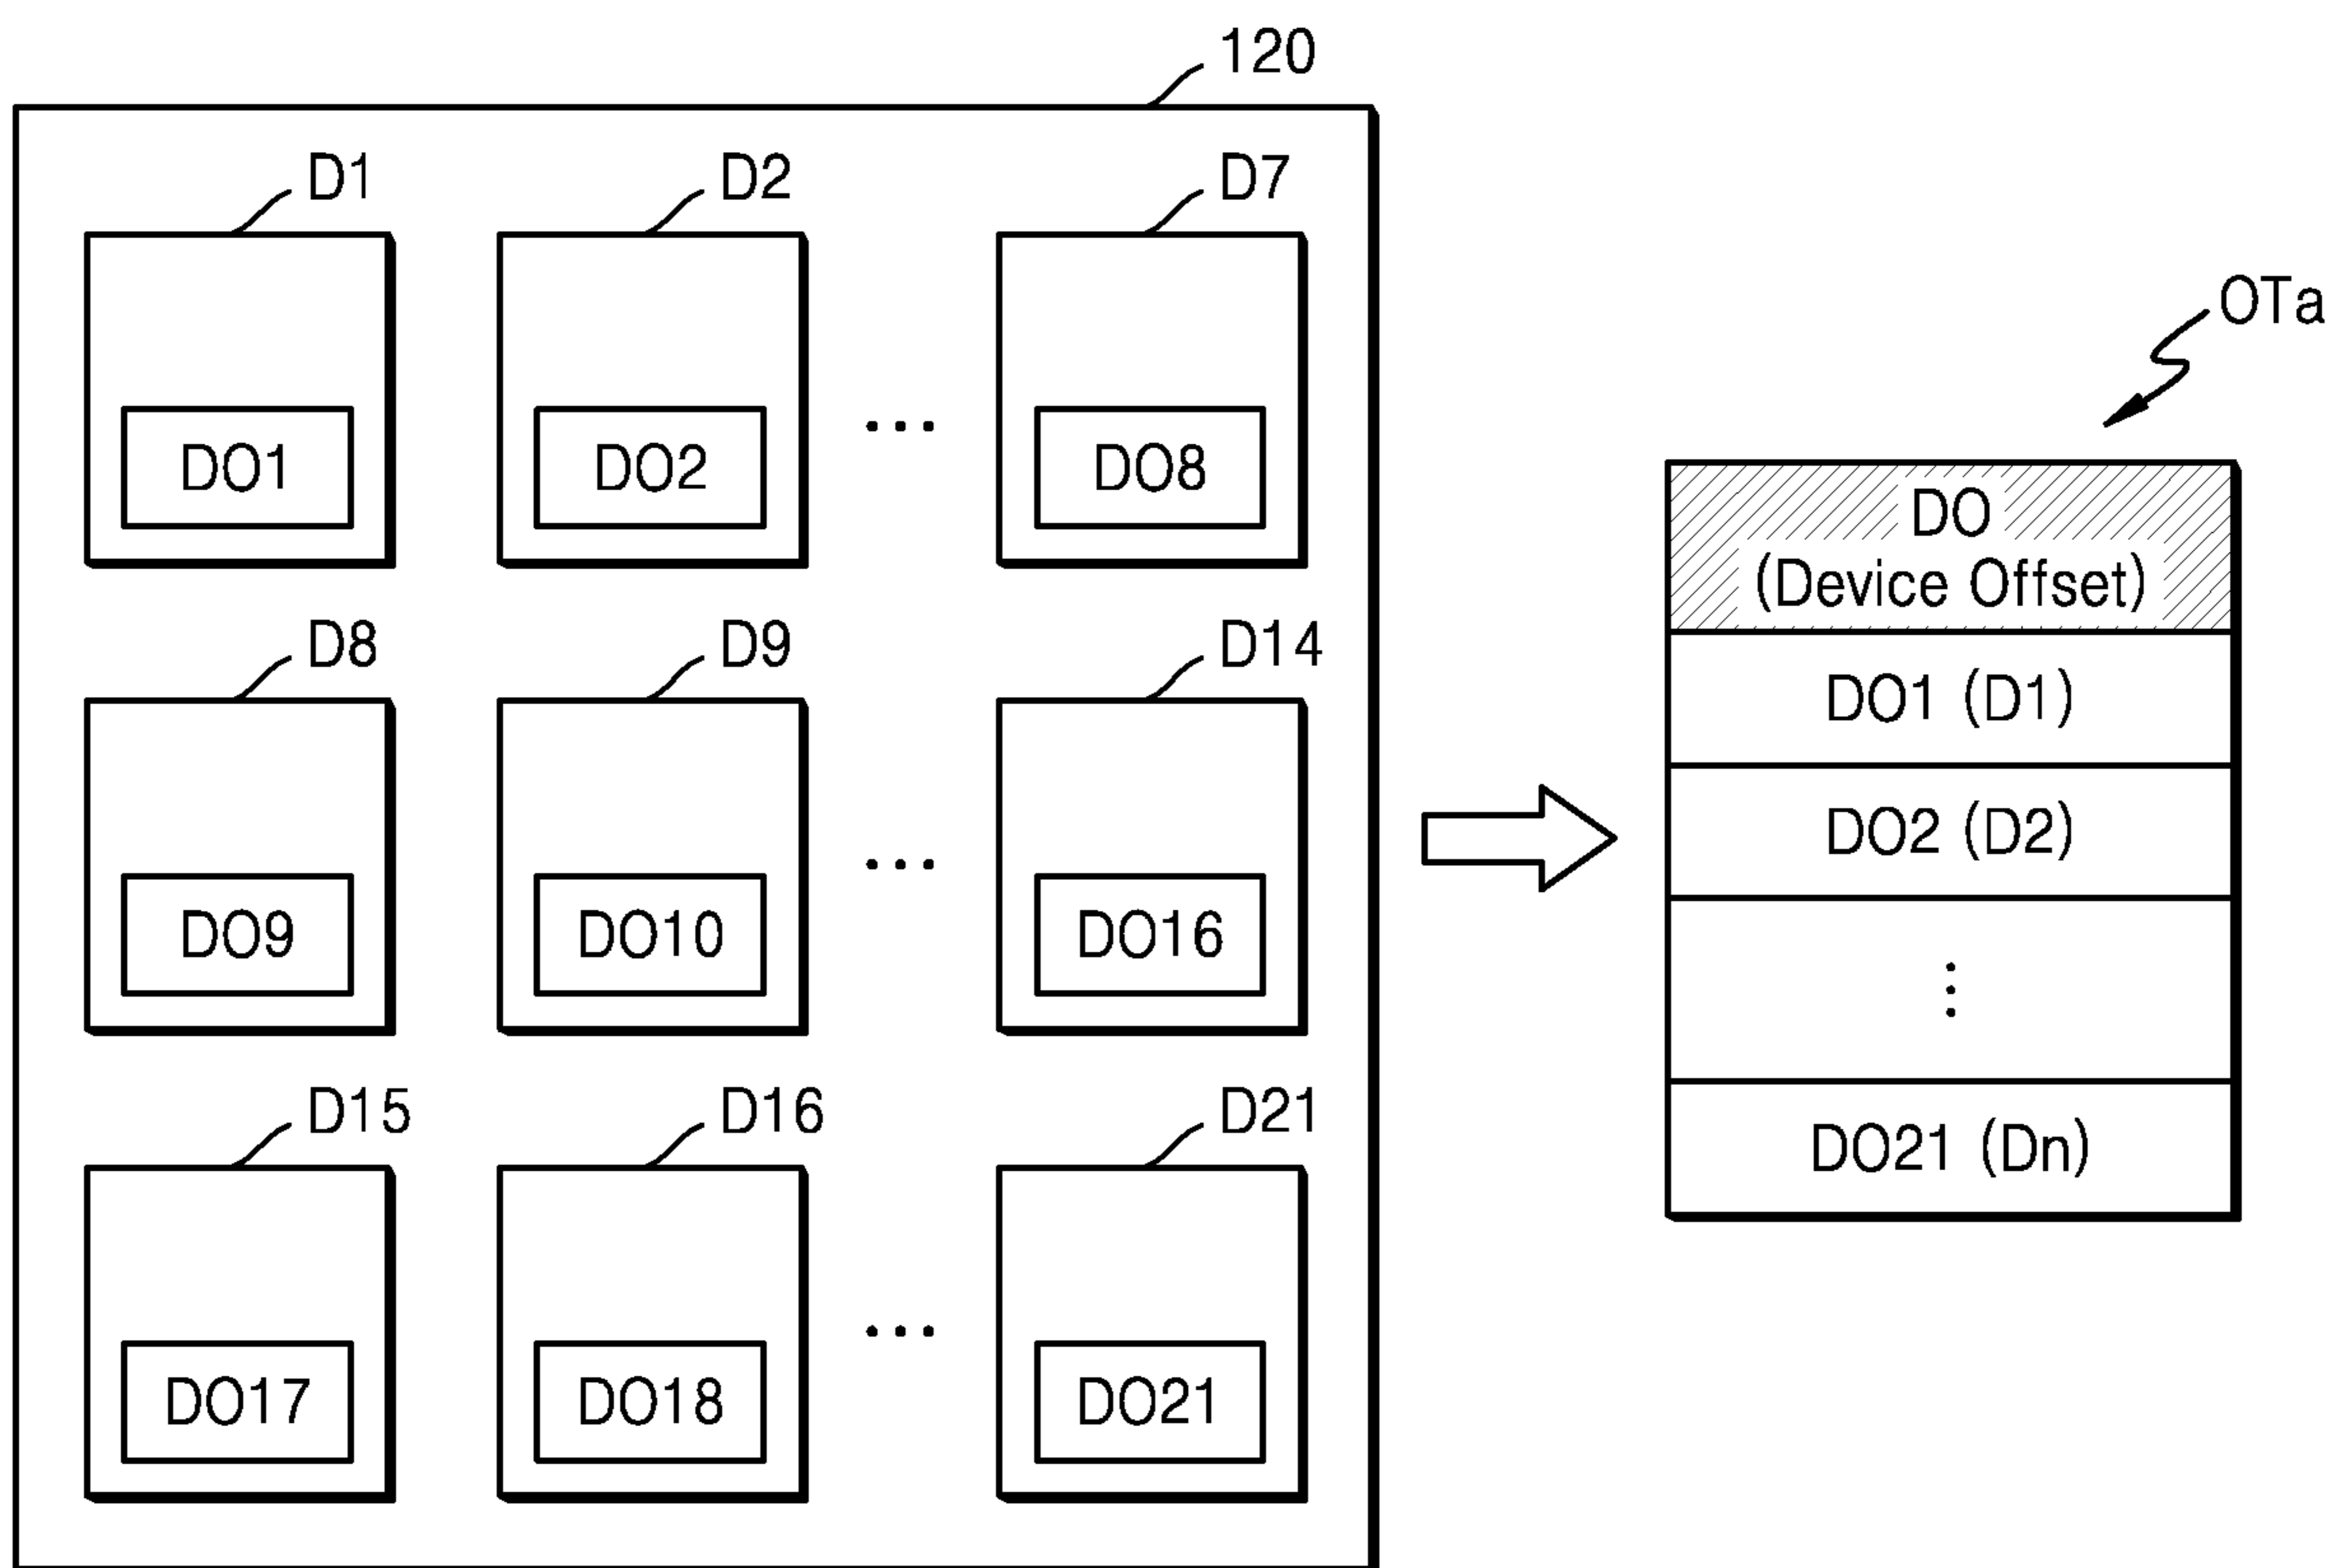 120
D1
D2
D7
DO1
DO2
...
DO8
D8
D9
D14
DO9
DO10
...
DO16
D15
D16
D21
DO17
DO18
...
DO21
OTa
DO
(Device Offset)
DO1 (D1)
DO2 (D2)
⋮
DO21 (Dn)